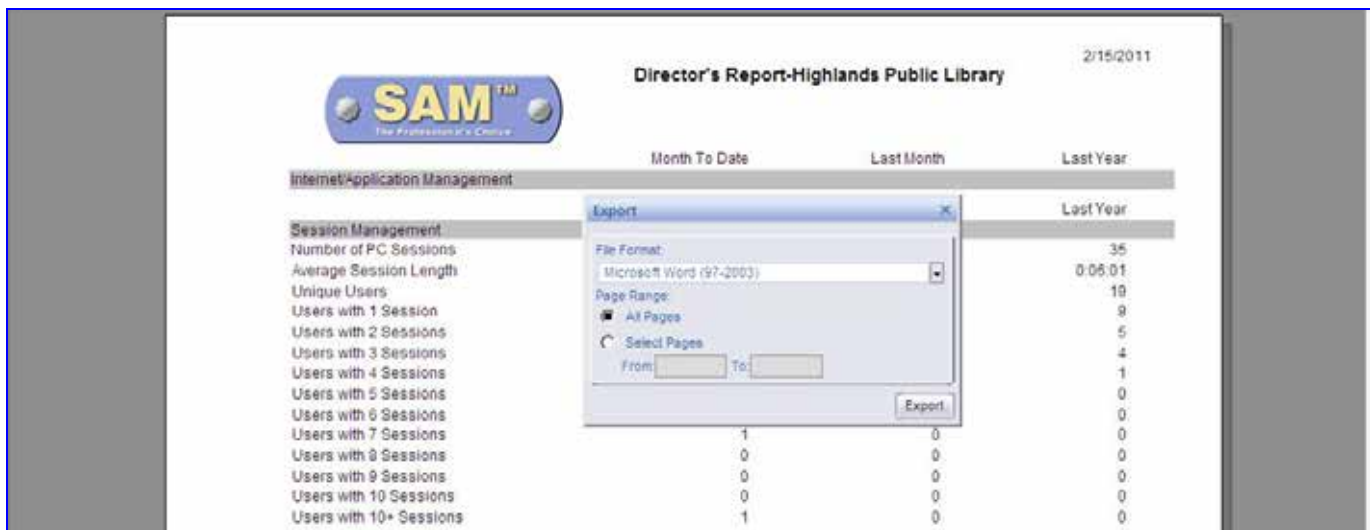 2/15/2011
Director's Report-Highlands Public Library
SAM™
The Professional's Choice
Month To Date Last Month Last Year
Internet/Application Management
Last Year
Session Management
Number of PC Sessions 35
Average Session Length 0:06:01
Unique Users 19
Users with 1 Session 9
Users with 2 Sessions 5
Users with 3 Sessions 4
Users with 4 Sessions 1
Users with 5 Sessions 0
Users with 6 Sessions 0
Users with 7 Sessions 1 0 0
Users with 8 Sessions 0 0 0
Users with 9 Sessions 0 0 0
Users with 10 Sessions 0 0 0
Users with 10+ Sessions 1 0 0
Export
File Format:
Microsoft Word (97-2003)
Page Range:
All Pages
Select Pages
From: To:
Export